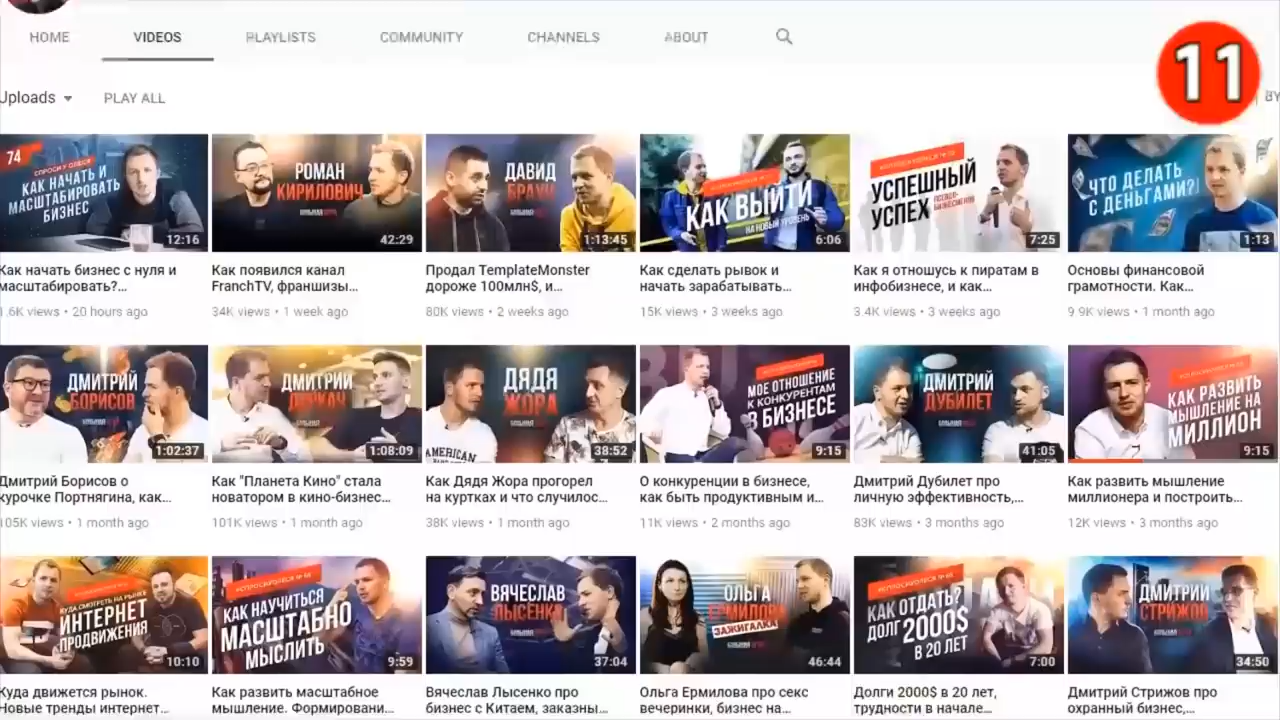 HOME VIDEOS PLAYLISTS COMMUNITY CHANNELS ABOUT
11
Uploads PLAY ALL BY
74
СПРОСИ У ОЛЕСЯ
КАК НАЧАТЬ И
МАСШТАБИРОВАТЬ
БИЗНЕС
12:16
РОМАН
КИРИЛОВИЧ
42:29
ДАВИД
БРАУН
1:13:45
КАК ВЫЙТИ
НА НОВЫЙ УРОВЕНЬ
6:06
УСПЕШНЫЙ
УСПЕХ
7:25
ЧТО ДЕЛАТЬ
С ДЕНЬГАМИ?!
1:13
Как начать бизнес с нуля и
масштабировать?...
1.6K views • 20 hours ago
Как появился канал
FranchTV, франшизы...
34K views • 1 week ago
Продал TemplateMonster
дороже 100млн$, и...
80K views • 2 weeks ago
Как сделать рывок и
начать зарабатывать...
15K views • 3 weeks ago
Как я отношусь к пиратам в
инфобизнесе, и как...
3.4K views • 3 weeks ago
Основы финансовой
грамотности. Как...
9.9K views • 1 month ago
ДМИТРИЙ
БОРИСОВ
1:02:37
ДМИТРИЙ
ДЕРКАЧ
1:08:09
ДЯДЯ
ЖОРА
AMERICAN
38:52
МОЕ ОТНОШЕНИЕ
К КОНКУРЕНТАМ
В БИЗНЕСЕ
9:15
ДМИТРИЙ
ДУБИЛЕТ
41:05
КАК РАЗВИТЬ
МЫШЛЕНИЕ НА
МИЛЛИОН
9:15
Дмитрий Борисов о
курочке Портнягина, как...
105K views • 1 month ago
Как "Планета Кино" стала
новатором в кино-бизнес...
101K views • 1 month ago
Как Дядя Жора прогорел
на куртках и что случилос...
38K views • 1 month ago
О конкуренции в бизнесе,
как быть продуктивным и...
11K views • 2 months ago
Дмитрий Дубилет про
личную эффективность,...
83K views • 3 months ago
Как развить мышление
миллионера и построить...
12K views • 3 months ago
КУДА СМОТРЕТЬ НА РЫНКЕ
ИНТЕРНЕТ
ПРОДВИЖЕНИЯ
10:10
КАК НАУЧИТЬСЯ
МАСШТАБНО
МЫСЛИТЬ
9:59
ВЯЧЕСЛАВ
ЛЫСЕНКО
37:04
ОЛЬГА
ЕРМИЛОВА
ЗАЖИГАЛКА
46:44
КАК ОТДАТЬ?
ДОЛГ 2000$
В 20 ЛЕТ
7:00
ДМИТРИЙ
СТРИЖОВ
34:50
Куда движется рынок.
Новые тренды интернет...
Как развить масштабное
мышление. Формировани...
Вячеслав Лысенко про
бизнес с Китаем, заказны...
Ольга Ермилова про секс
вечеринки, бизнес на...
Долги 2000$ в 20 лет,
трудности в начале...
Дмитрий Стрижов про
охранный бизнес,...